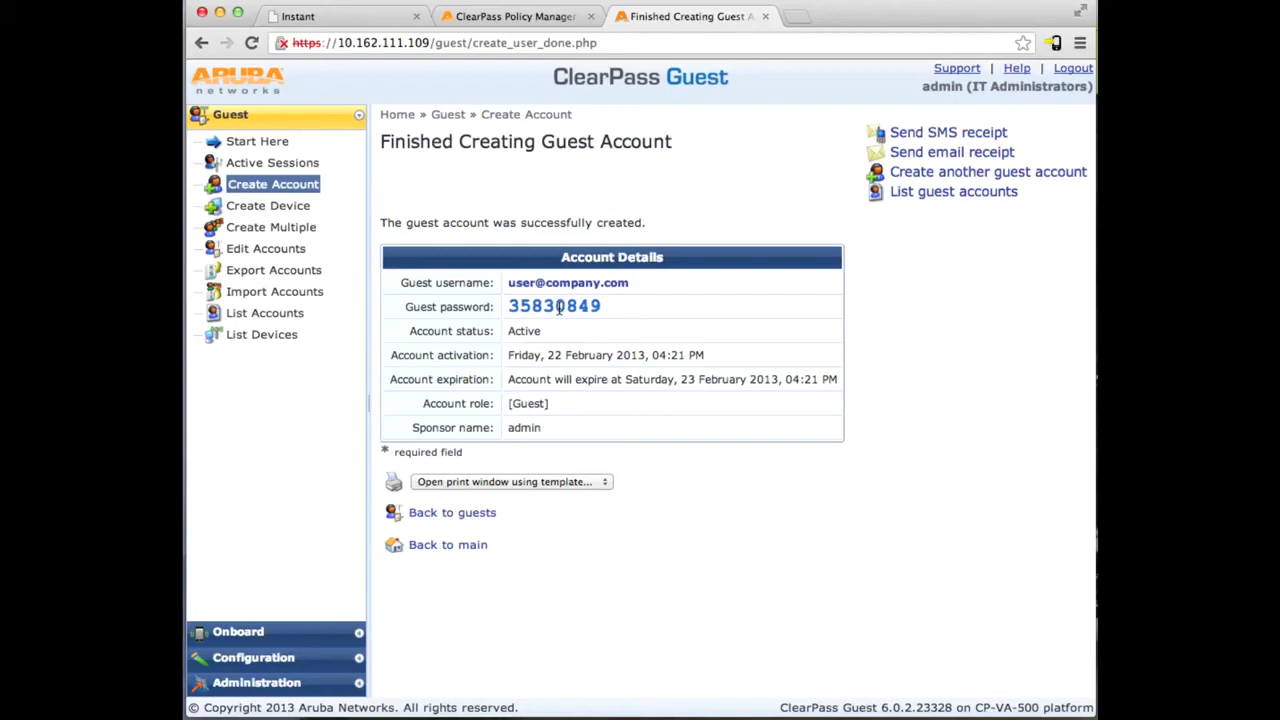 Instant
ClearPass Policy Manager
Finished Creating Guest A
https://10.162.111.109/guest/create_user_done.php
ARUBA
networks
ClearPass Guest
Support | Help | Logout
admin (IT Administrators)
Guest
Start Here
Active Sessions
Create Account
Create Device
Create Multiple
Edit Accounts
Export Accounts
Import Accounts
List Accounts
List Devices
Onboard
Configuration
Administration
Home » Guest » Create Account
Finished Creating Guest Account
Send SMS receipt
Send email receipt
Create another guest account
List guest accounts
The guest account was successfully created.
Account Details
Guest username: user@company.com
Guest password: 35830849
Account status: Active
Account activation: Friday, 22 February 2013, 04:21 PM
Account expiration: Account will expire at Saturday, 23 February 2013, 04:21 PM
Account role: [Guest]
Sponsor name: admin
* required field
Open print window using template...
Back to guests
Back to main
© Copyright 2013 Aruba Networks. All rights reserved.
ClearPass Guest 6.0.2.23328 on CP-VA-500 platform